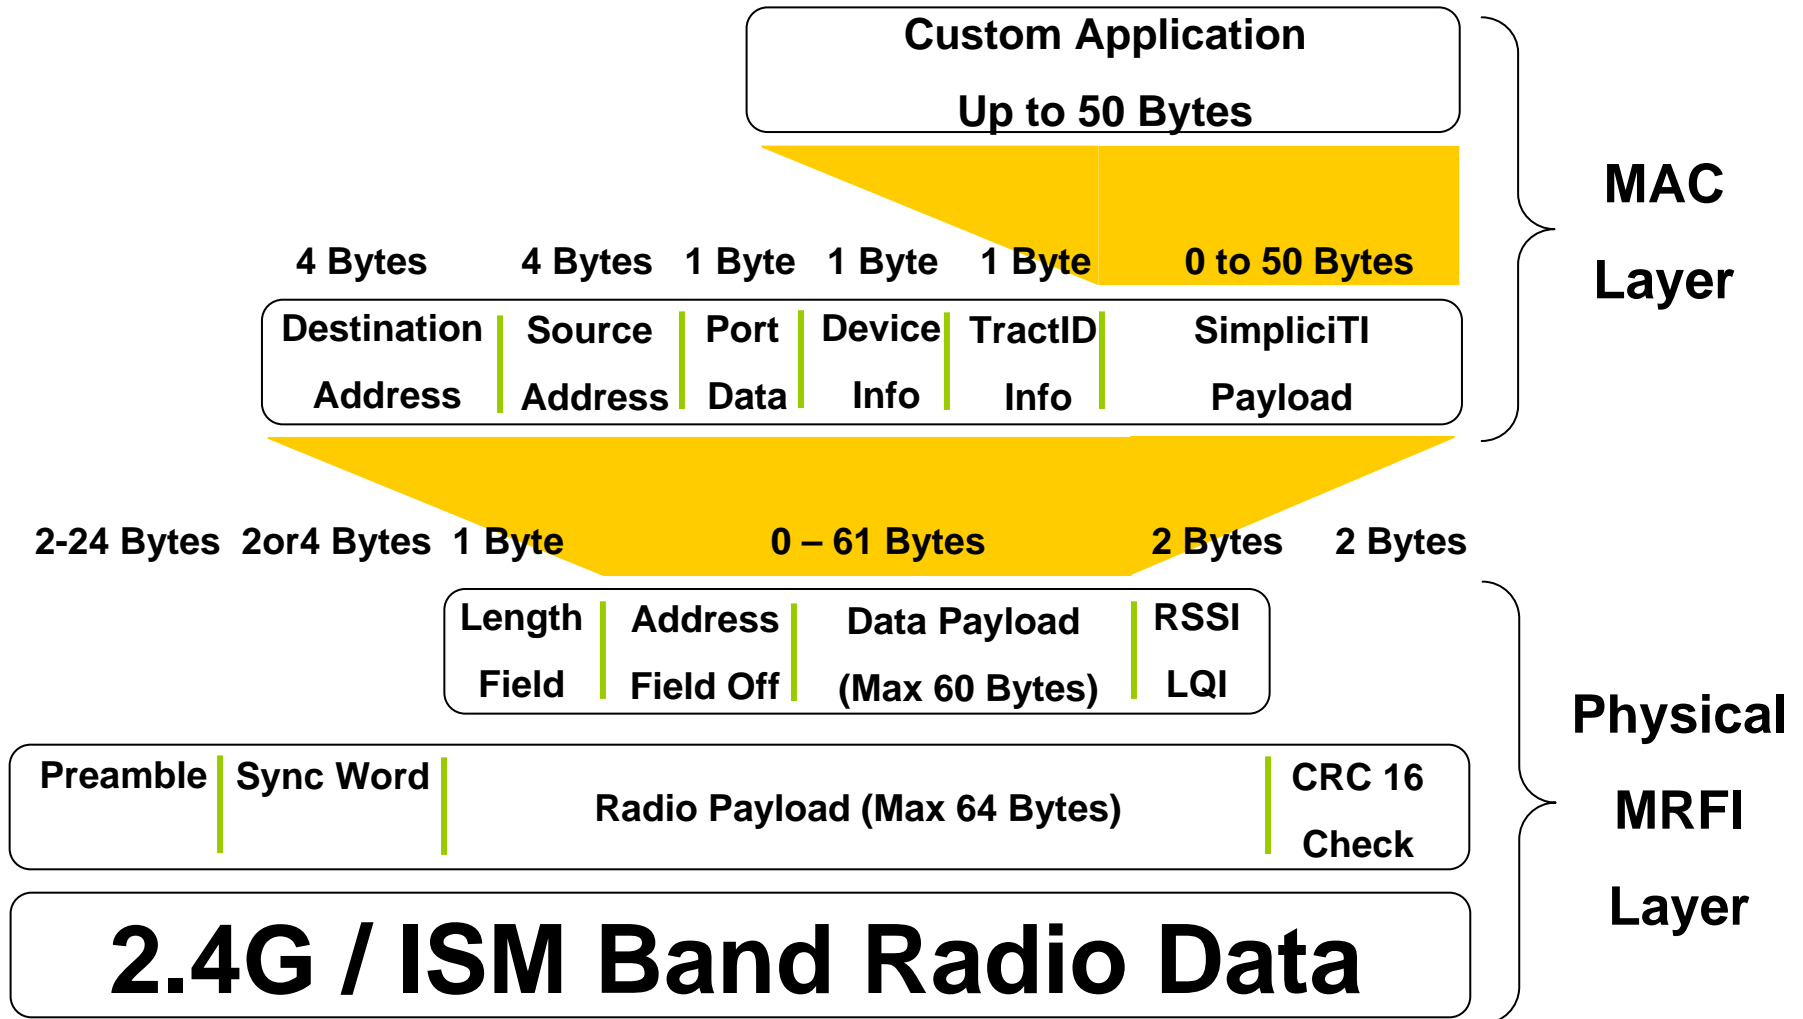 Custom Application
Up to 50 Bytes
MAC
Layer
4 Bytes 4 Bytes 1 Byte 1 Byte 1 Byte 0 to 50 Bytes
Destination Source Port Device TractID SimpliciTI
Address Address Data Info Info Payload
2-24 Bytes 2or4 Bytes 1 Byte 0 – 61 Bytes 2 Bytes 2 Bytes
Length Address Data Payload RSSI
Field Field Off (Max 60 Bytes) LQI
Physical
MRFI
Layer
Preamble Sync Word Radio Payload (Max 64 Bytes) CRC 16
Check
2.4G / ISM Band Radio Data